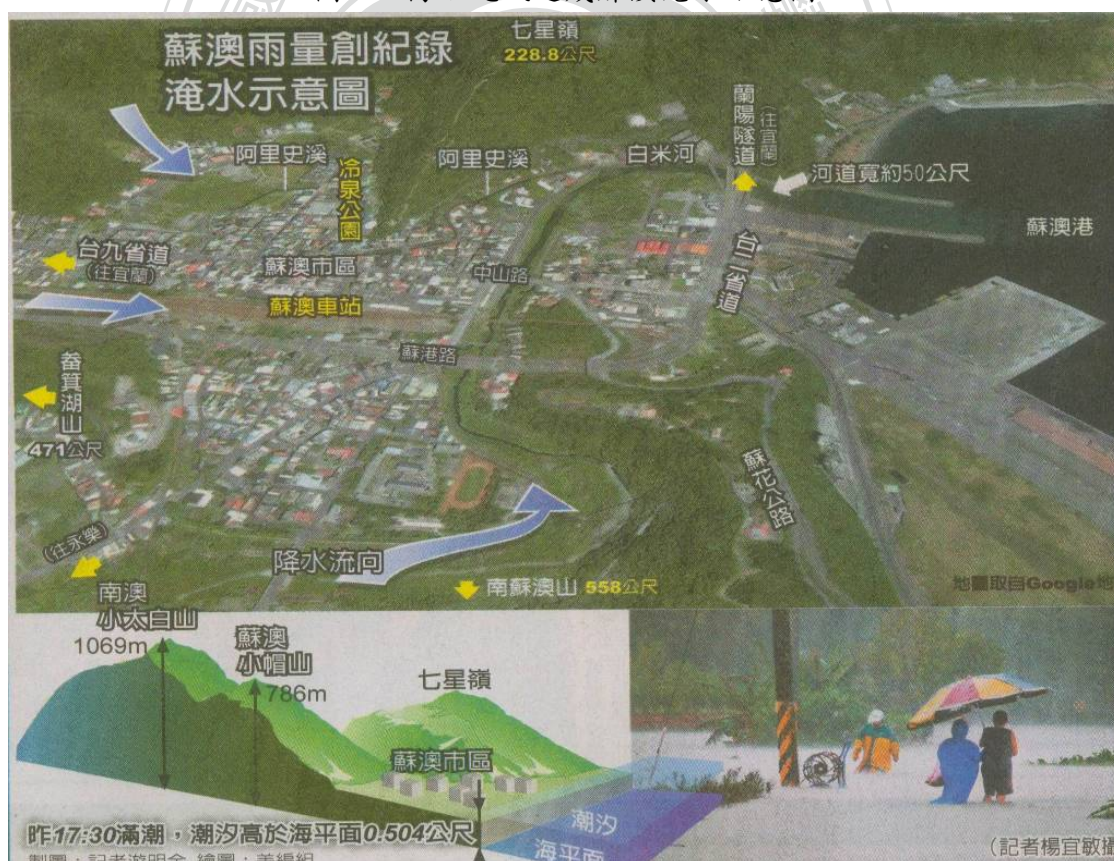 蘇澳雨量創紀錄
淹水示意圖
七星嶺
228.8公尺
蘭陽隧道
(往宜蘭)
阿里史溪
冷泉公園
阿里史溪
白米河
河道寬約50公尺
蘇澳港
台九省道
(往宜蘭)
蘇澳市區
中山路
台二省道
蘇澳車站
蘇港路
畚箕湖山
471公尺
蘇花公路
(往永樂)
降水流向
南蘇澳山 558公尺
地圖取自Google地
南澳
小太白山
1069m
蘇澳
小帽山
786m
七星嶺
蘇澳市區
潮汐
海平面
昨17:30滿潮，潮汐高於海平面0.504公尺
(記者楊宜敏攝